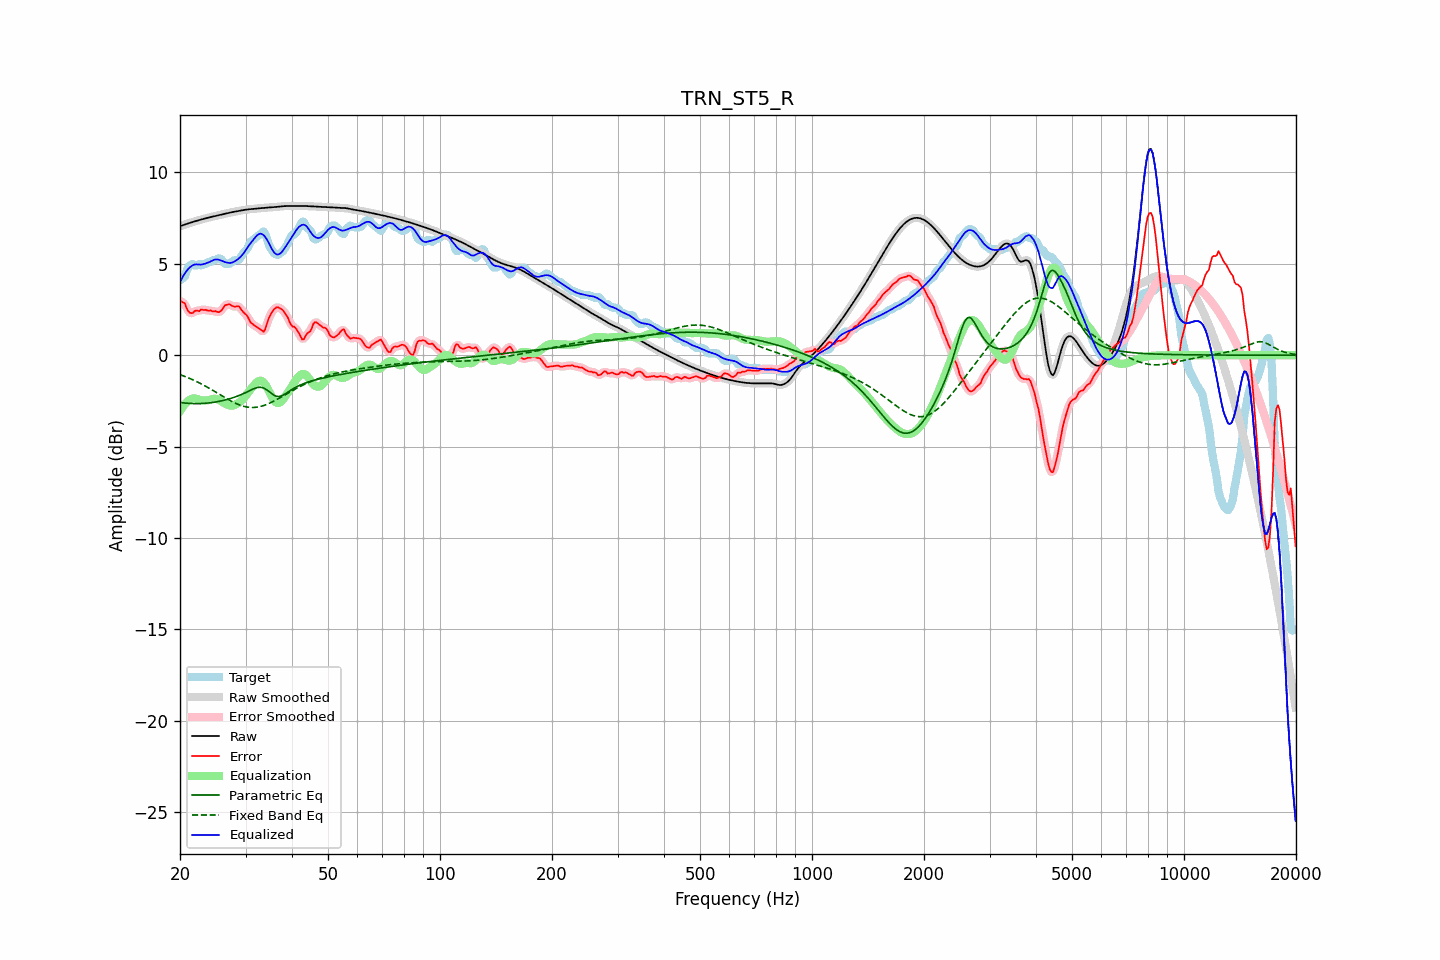 TRN_ST5_R
10
5
0
−5
−10
−15
−20
−25
Amplitude (dBr)
Target
Raw Smoothed
Error Smoothed
Raw
Error
Equalization
Parametric Eq
Fixed Band Eq
Equalized
20 50 100 200 500 1000 2000 5000 10000 20000
Frequency (Hz)